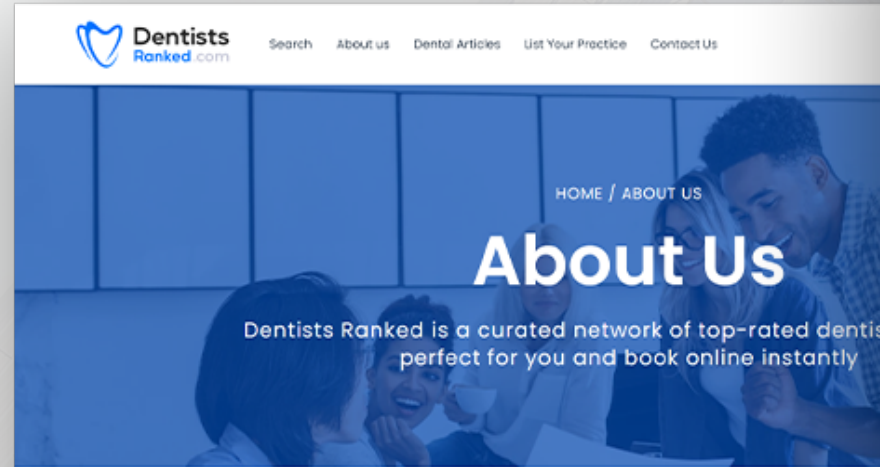 Dentists
Ranked.com
Search About us Dental Articles List Your Practice Contact Us
HOME / ABOUT US
About Us
Dentists Ranked is a curated network of top-rated
perfect for you and book online instantly